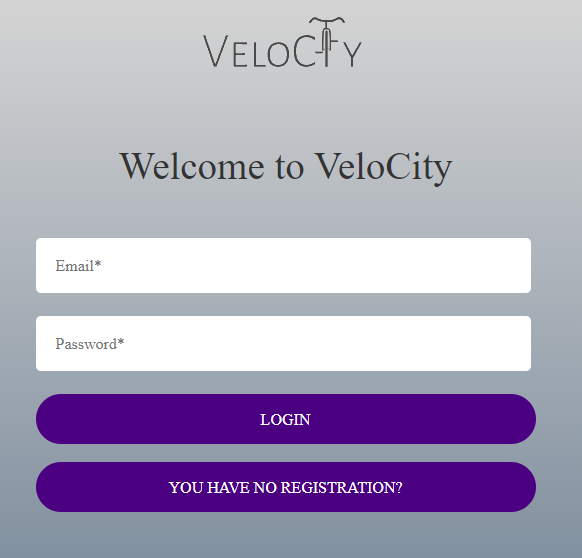 VELOCITY
Welcome to VeloCity
Email*
Password*
LOGIN
YOU HAVE NO REGISTRATION?